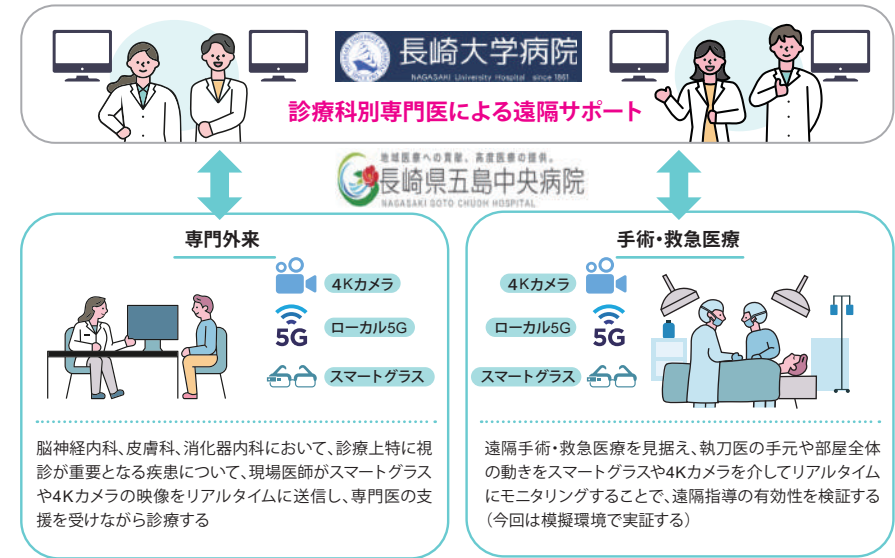 長崎大学病院
NAGASAKI University Hospital since 1861
診療科別専門医による遠隔サポート
地域医療への貢献、高度医療の提供。
長崎県五島中央病院
NAGASAKI GOTO CHUOH HOSPITAL
専門外来
4Kカメラ
5G
ローカル5G
スマートグラス
脳神経内科、皮膚科、消化器内科において、診療上特に視
診が重要となる疾患について、現場医師がスマートグラス
や4Kカメラの映像をリアルタイムに送信し、専門医の支
援を受けながら診療する
手術・救急医療
4Kカメラ
ローカル5G
5G
スマートグラス
遠隔手術・救急医療を見据え、執刀医の手元や部屋全体
の動きをスマートグラスや4Kカメラを介してリアルタイム
にモニタリングすることで、遠隔指導の有効性を検証する
（今回は模擬環境で実証する）